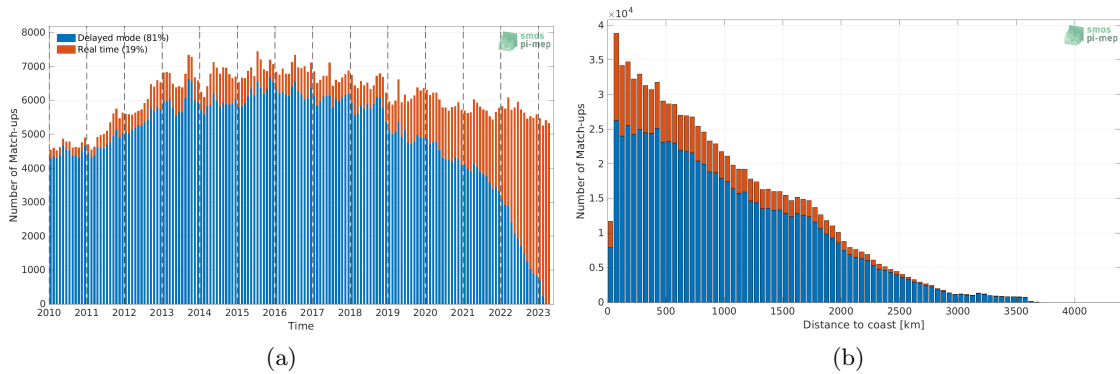 Delayed mode (81%)
Real time (19%)
smos
pi-mep
Number of Match-ups
8000
7000
6000
5000
4000
3000
2000
1000
0
2010 2011 2012 2013 2014 2015 2016 2017 2018 2019 2020 2021 2022 2023
Time
(a)
×10⁴
smos
pi-mep
Number of Match-ups
4
3.5
3
2.5
2
1.5
1
0.5
0
0 500 1000 1500 2000 2500 3000 3500 4000
Distance to coast [km]
(b)